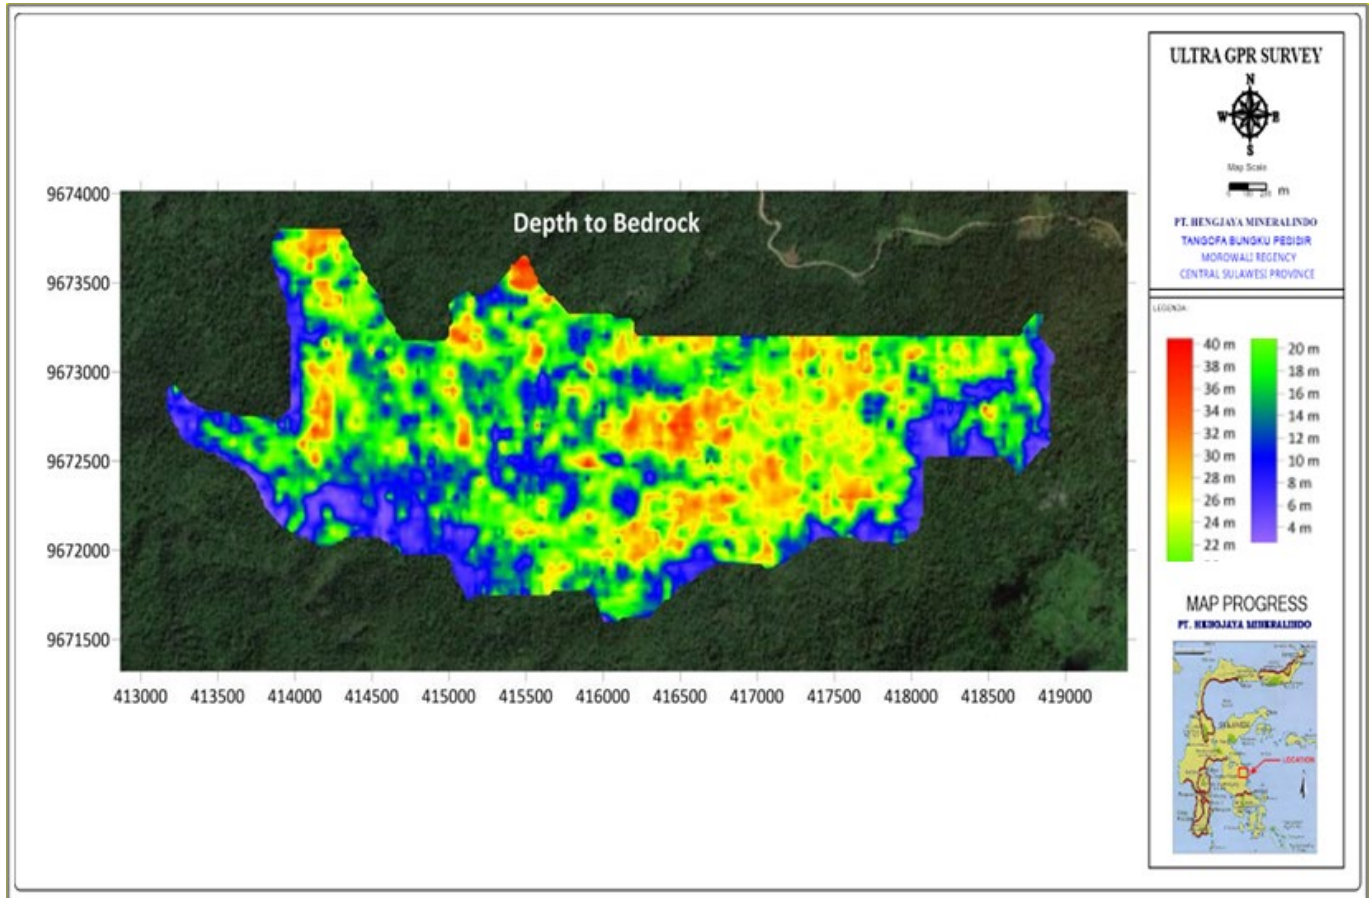 Depth to Bedrock
9674000
9673500
9673000
9672500
9672000
9671500
413000 413500 414000 414500 415000 415500 416000 416500 417000 417500 418000 418500 419000
ULTRA GPR SURVEY
N
W E
S
Map Scale
m
PT. HENGJAYA MINERALINDO
TANGOFA BUNGKU PESISIR
MOROWALI REGENCY
CENTRAL SULAWESI PROVINCE
LEGENDA:
40 m 20 m
36 m 18 m
34 m 14 m
32 m 12 m
30 m 10 m
28 m 8 m
26 m 6 m
24 m 4 m
22 m
MAP PROGRESS
PT. HENGJAYA MINERALINDO
LOCATION